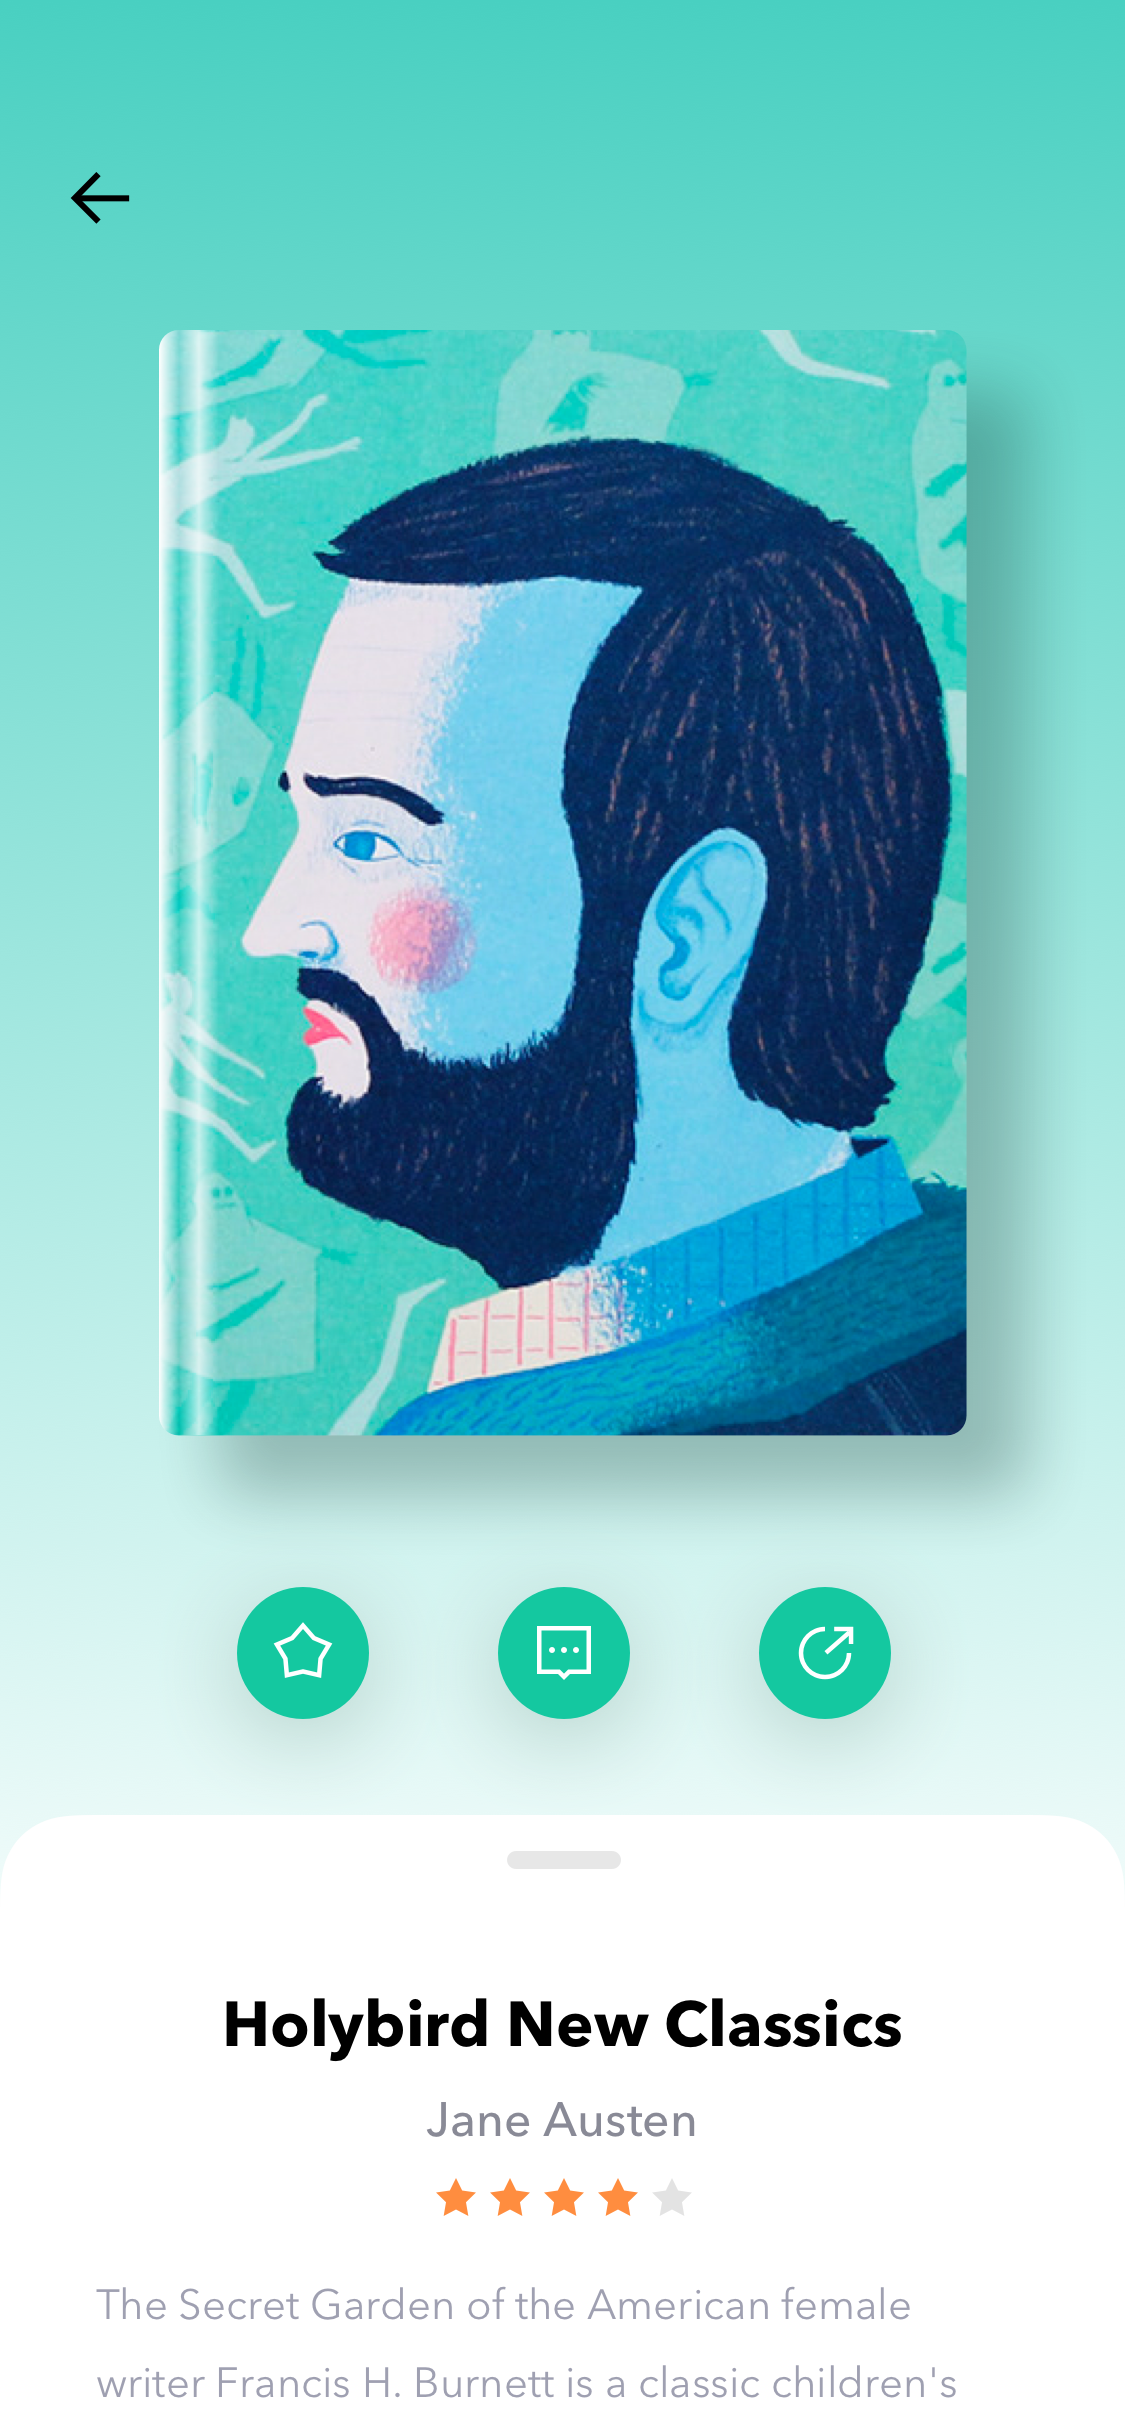 Holybird New Classics
Jane Austen
The Secret Garden of the American female
writer Francis H. Burnett is a classic children's